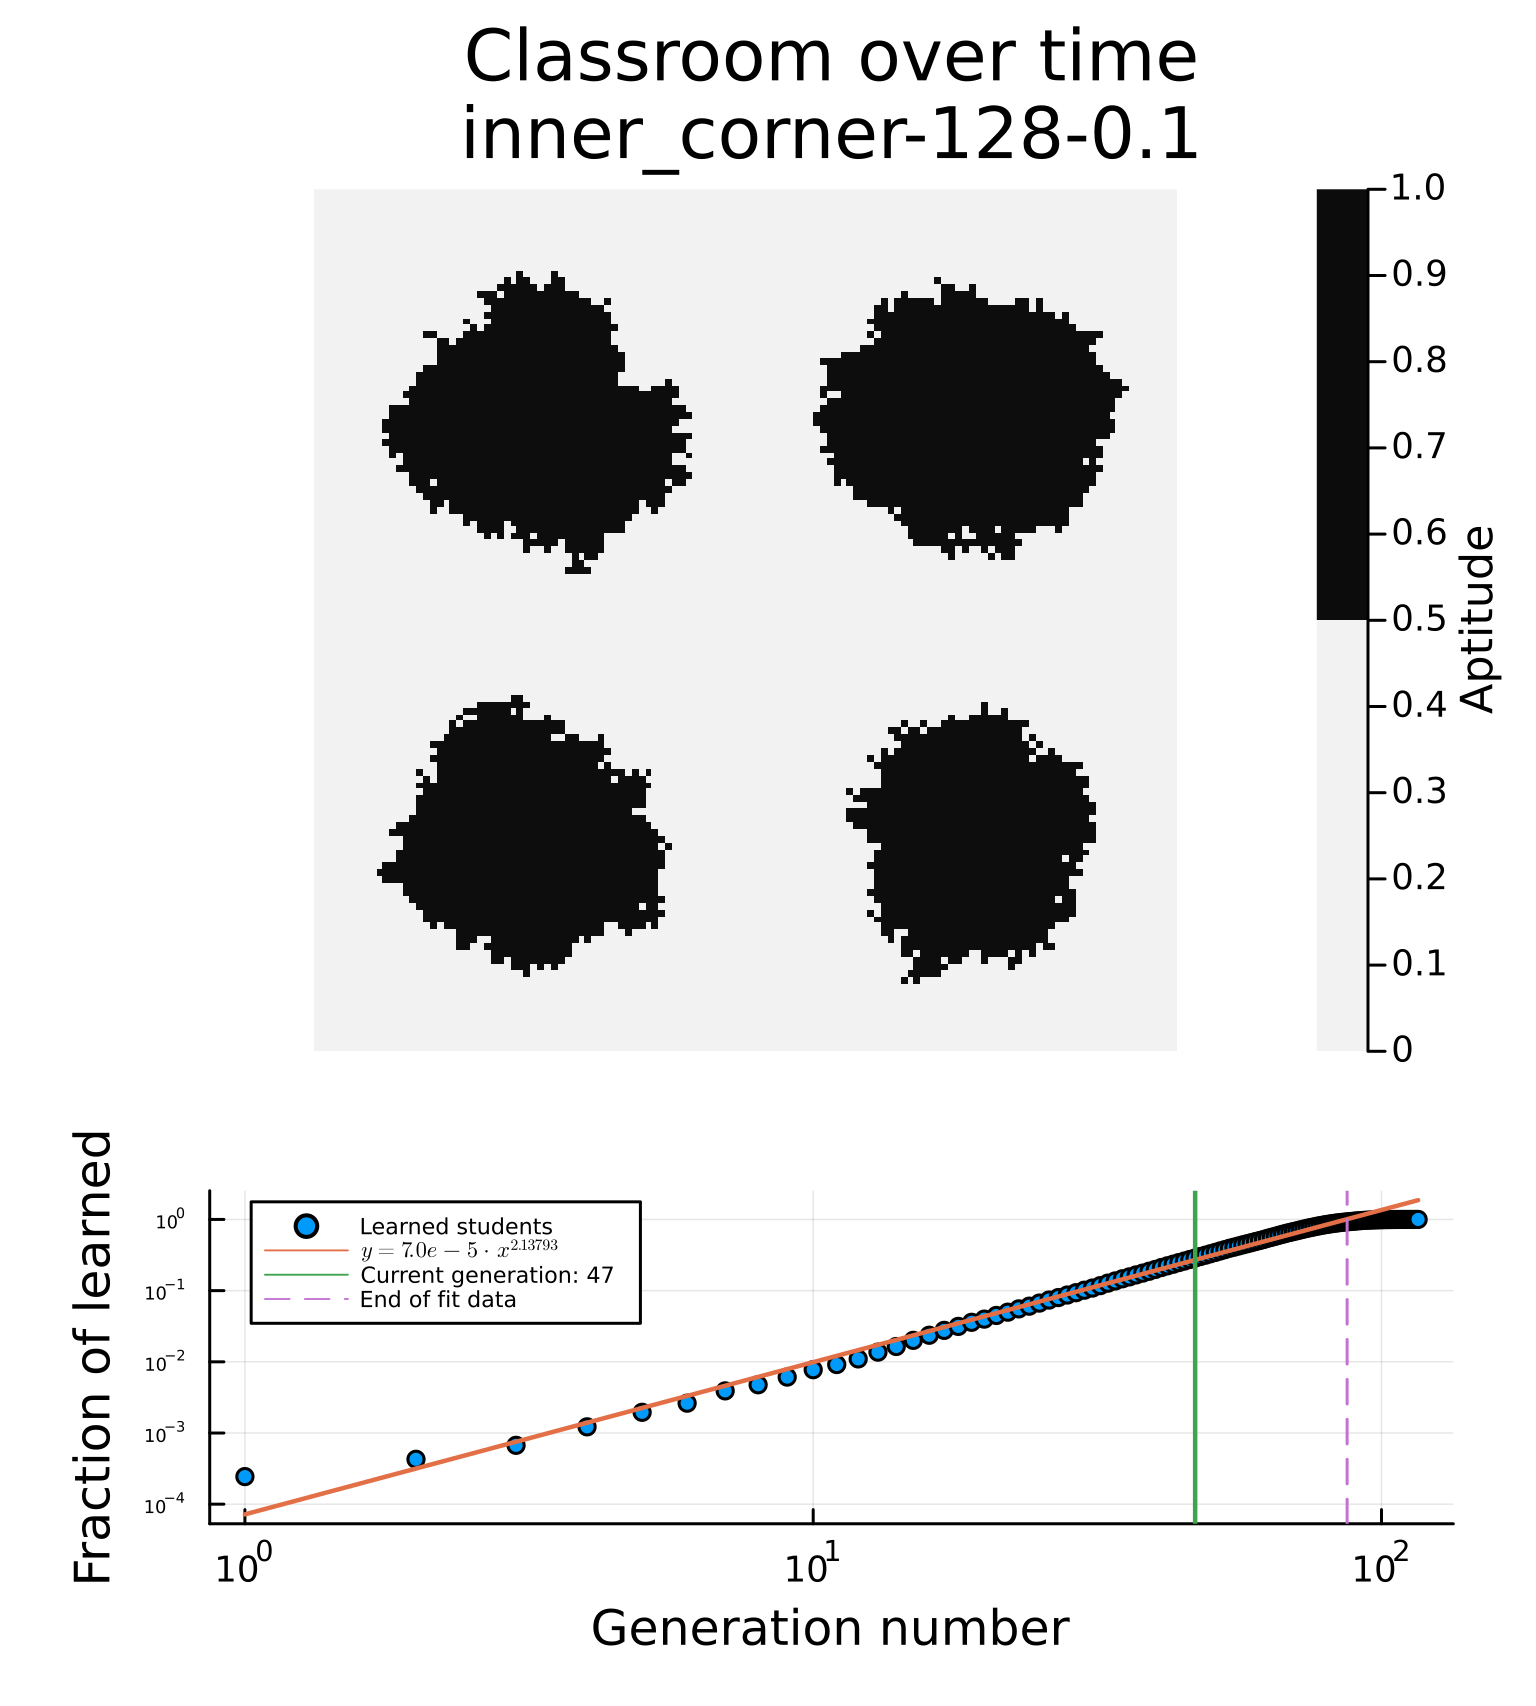 Classroom over time
inner_corner-128-0.1
1.0
0.9
0.8
0.7
0.6
0.5
0.4
0.3
0.2
0.1
0
Aptitude
Fraction of learned
10^0
10^-1
10^-2
10^-3
10^-4
Learned students
y = 7.0e − 5 · x^2.13793
Current generation: 47
End of fit data
10^0
10^1
10^2
Generation number